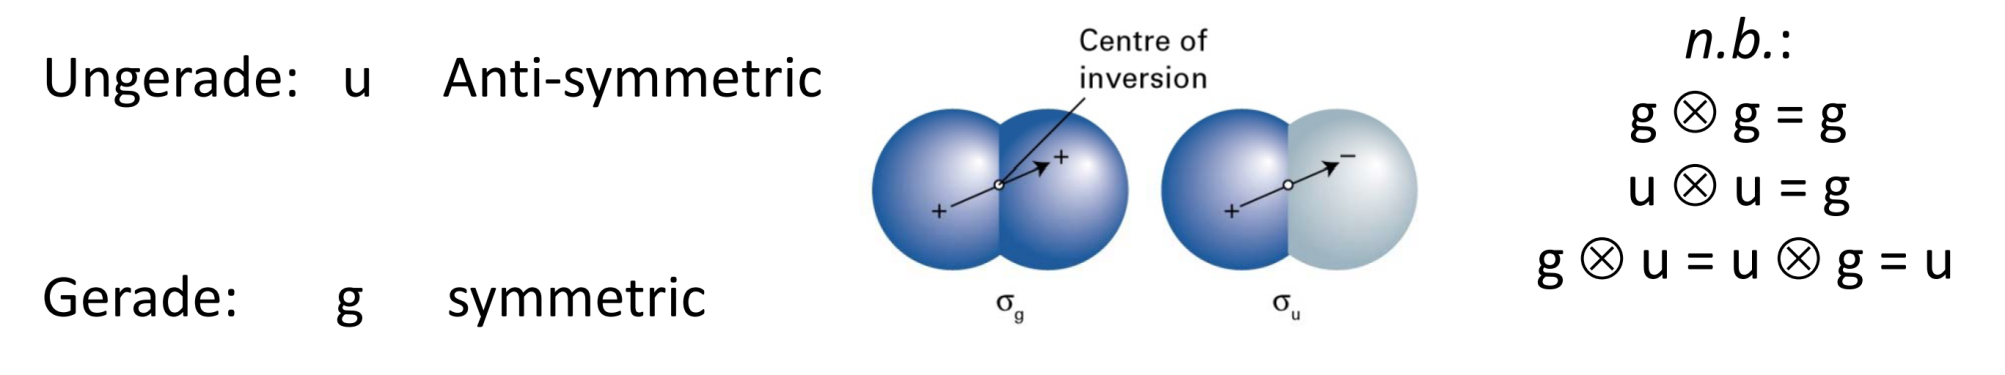 Ungerade: u Anti-symmetric
Gerade: g symmetric
Centre of
inversion
+ +
+ −
σg
σu
n.b.:
g ⊗ g = g
u ⊗ u = g
g ⊗ u = u ⊗ g = u